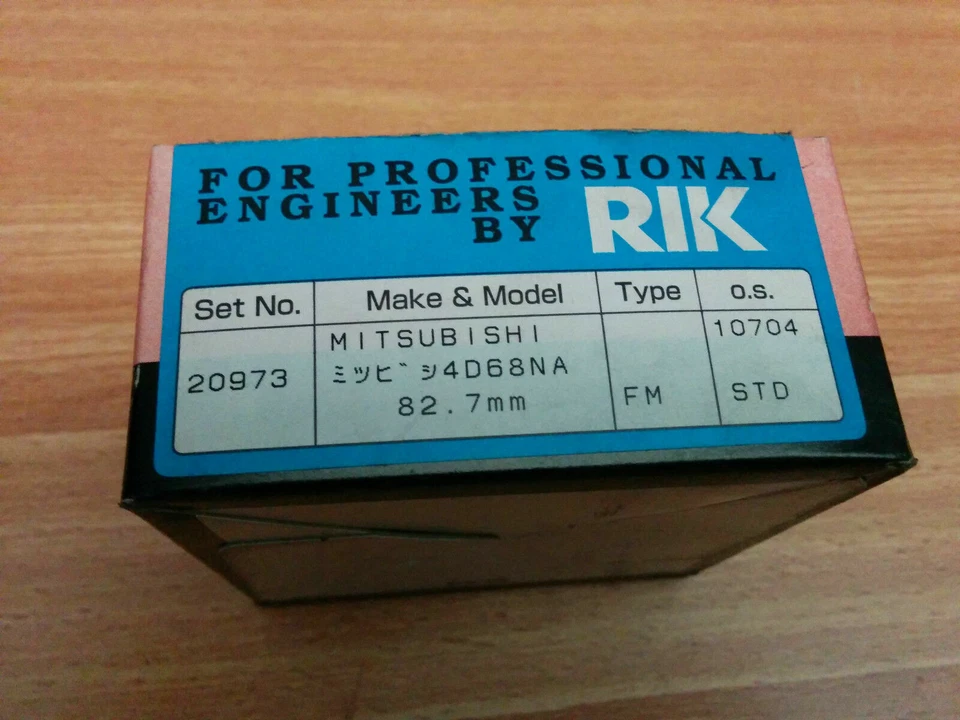 FOR PROFESSIONAL
ENGINEERS
BY RIK
Set No. Make & Model Type o.s.
MITSUBISHI 10704
20973 ミツビシ4D68NA
82.7mm FM STD